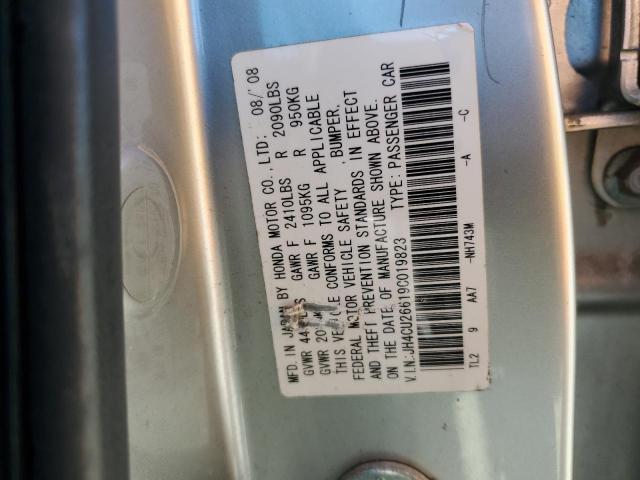 MFD. IN JAPAN BY HONDA MOTOR CO., LTD: 08/'08
GVWR GAWR F 2410LBS R 2090LBS
GVWR GAWR F 1095KG R 950KG
THIS VEHICLE CONFORMS TO ALL APPLICABLE
FEDERAL MOTOR VEHICLE SAFETY , BUMPER,
AND THEFT PREVENTION STANDARDS IN EFFECT
ON THE DATE OF MANUFACTURE SHOWN ABOVE.
V.I.N.:JH4CU26619C019823 TYPE: PASSENGER CAR
TL2 9 AA7 -NH743M -A -C